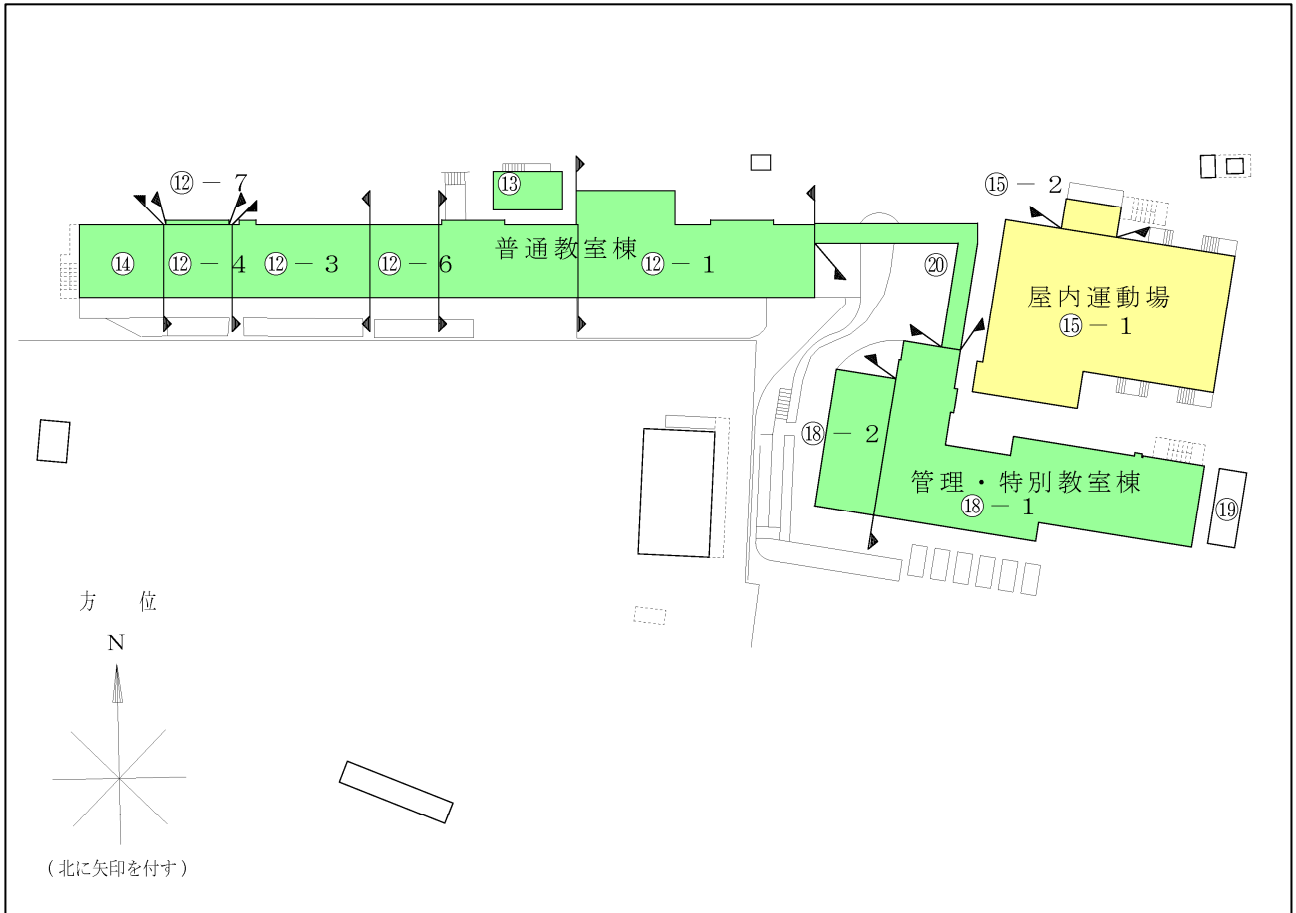 ⑫－７
⑬
⑮－２
普通教室棟
⑭
⑫－４
⑫－３
⑫－６
⑫－１
⑳
屋内運動場
⑮－１
⑱－２
管理・特別教室棟
⑱－１
⑲
方　位
N
(北に矢印を付す)